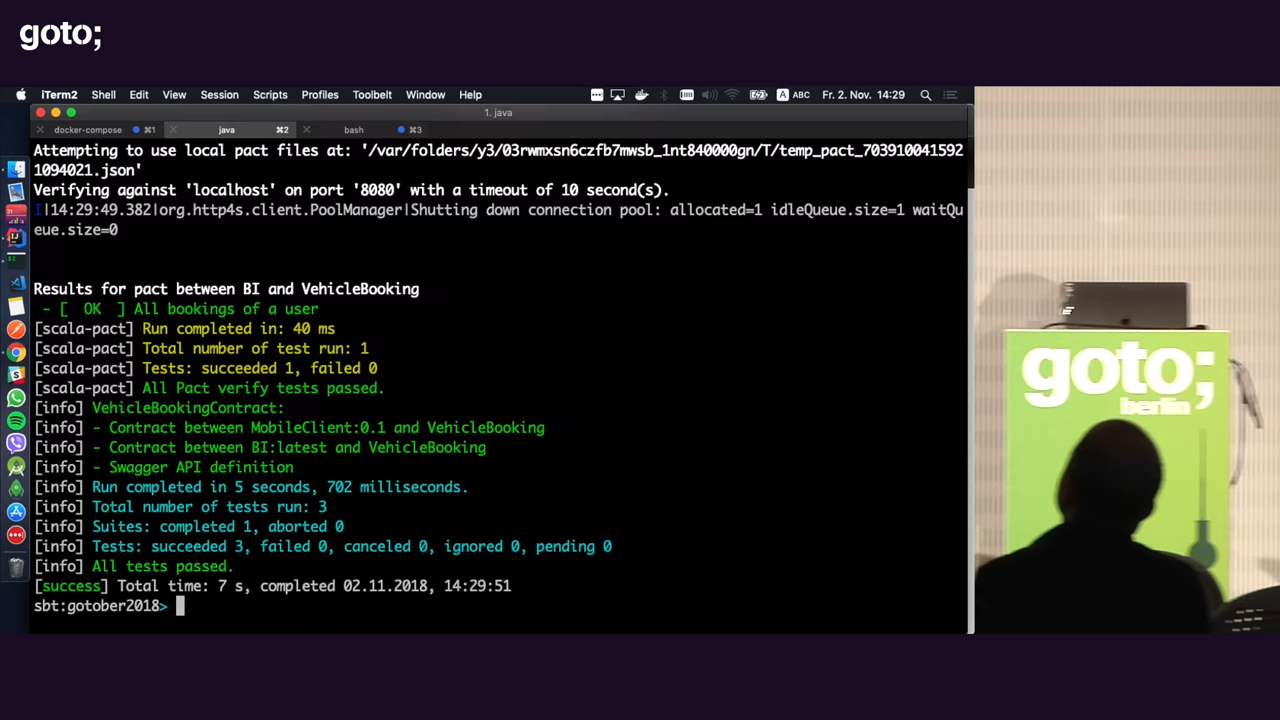 goto;
iTerm2 Shell Edit View Session Scripts Profiles Toolbelt Window Help A ABC Fr. 2. Nov. 14:29
1. java
docker-compose ⌘1 java ⌘2 bash ⌘3
Attempting to use local pact files at: '/var/folders/y3/03rwmxsn6czfb7mwsb_1nt840000gn/T/temp_pact_703910041592
1094021.json'
Verifying against 'localhost' on port '8080' with a timeout of 10 second(s).
I|14:29:49.382|org.http4s.client.PoolManager|Shutting down connection pool: allocated=1 idleQueue.size=1 waitQu
eue.size=0
Results for pact between BI and VehicleBooking
- [  OK  ] All bookings of a user
[scala-pact] Run completed in: 40 ms
[scala-pact] Total number of test run: 1
[scala-pact] Tests: succeeded 1, failed 0
[scala-pact] All Pact verify tests passed.
[info] VehicleBookingContract:
[info] - Contract between MobileClient:0.1 and VehicleBooking
[info] - Contract between BI:latest and VehicleBooking
[info] - Swagger API definition
[info] Run completed in 5 seconds, 702 milliseconds.
[info] Total number of tests run: 3
[info] Suites: completed 1, aborted 0
[info] Tests: succeeded 3, failed 0, canceled 0, ignored 0, pending 0
[info] All tests passed.
[success] Total time: 7 s, completed 02.11.2018, 14:29:51
sbt:gotober2018>
goto;
berlin